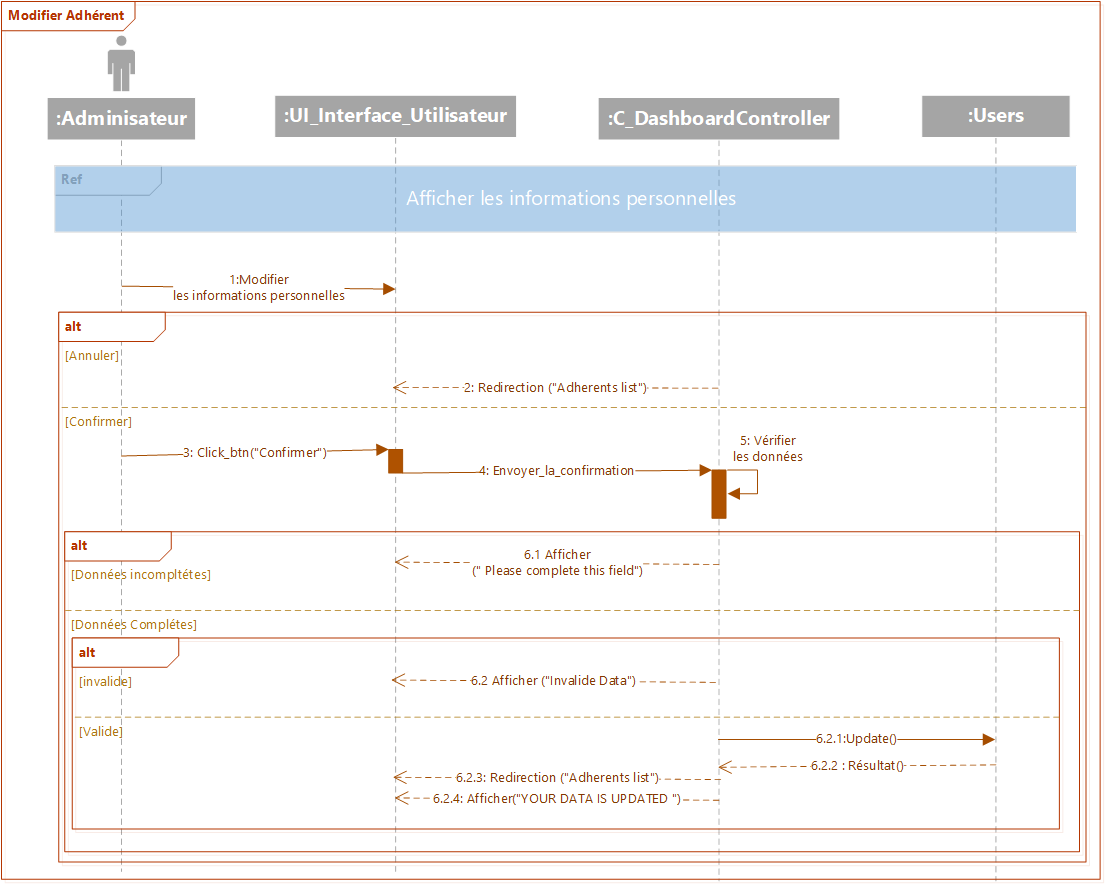 Modifier Adhérent
:Adminisateur
:UI_Interface_Utilisateur
:C_DashboardController
:Users
Ref
Afficher les informations personnelles
1:Modifier
les informations personnelles
alt
[Annuler]
2: Redirection ("Adherents list")
[Confirmer]
3: Click_btn("Confirmer")
4: Envoyer_la_confirmation
5: Vérifier
les données
alt
6.1 Afficher
(" Please complete this field")
[Données incompltétes]
[Données Complétes]
alt
[invalide]
6.2 Afficher ("Invalide Data")
[Valide]
6.2.1:Update()
6.2.2 : Résultat()
6.2.3: Redirection ("Adherents list")
6.2.4: Afficher("YOUR DATA IS UPDATED ")